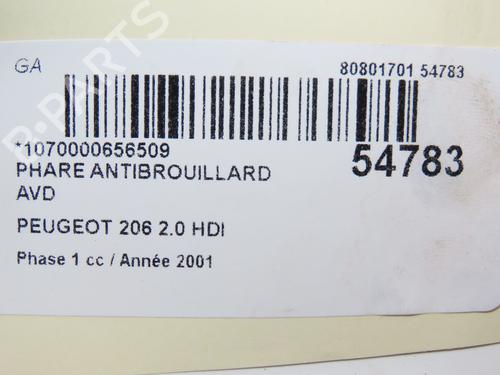 GA
80801701 54783
*1070000656509
54783
PHARE ANTIBROUILLARD
AVD
PEUGEOT 206 2.0 HDI
Phase 1 cc / Année 2001
B-PARTS